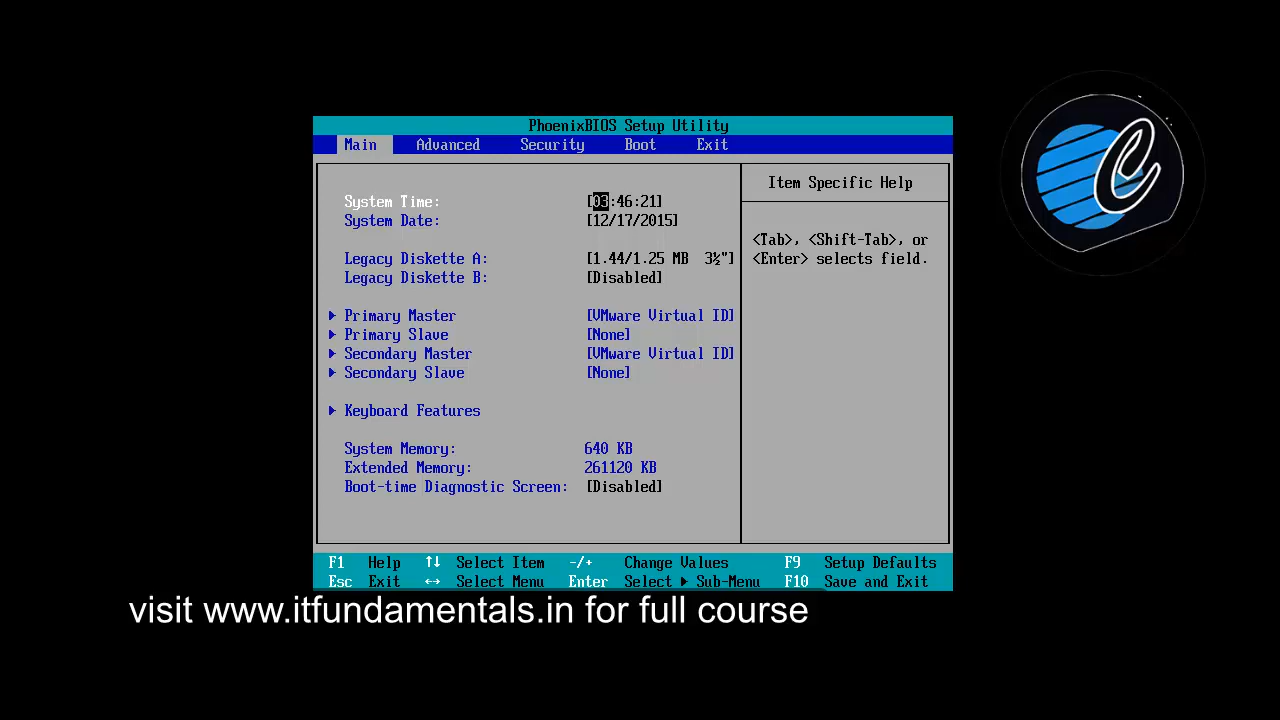 PhoenixBIOS Setup Utility
Main Advanced Security Boot Exit
Item Specific Help
System Time: [03:46:21]
System Date: [12/17/2015]
<Tab>, <Shift-Tab>, or
<Enter> selects field.
Legacy Diskette A: [1.44/1.25 MB 3½"]
Legacy Diskette B: [Disabled]
Primary Master [VMware Virtual ID]
Primary Slave [None]
Secondary Master [VMware Virtual ID]
Secondary Slave [None]
Keyboard Features
System Memory: 640 KB
Extended Memory: 261120 KB
Boot-time Diagnostic Screen: [Disabled]
F1 Help ↑↓ Select Item -/+ Change Values F9 Setup Defaults
Esc Exit ↔ Select Menu Enter Select ▶ Sub-Menu F10 Save and Exit
visit www.itfundamentals.in for full course
C